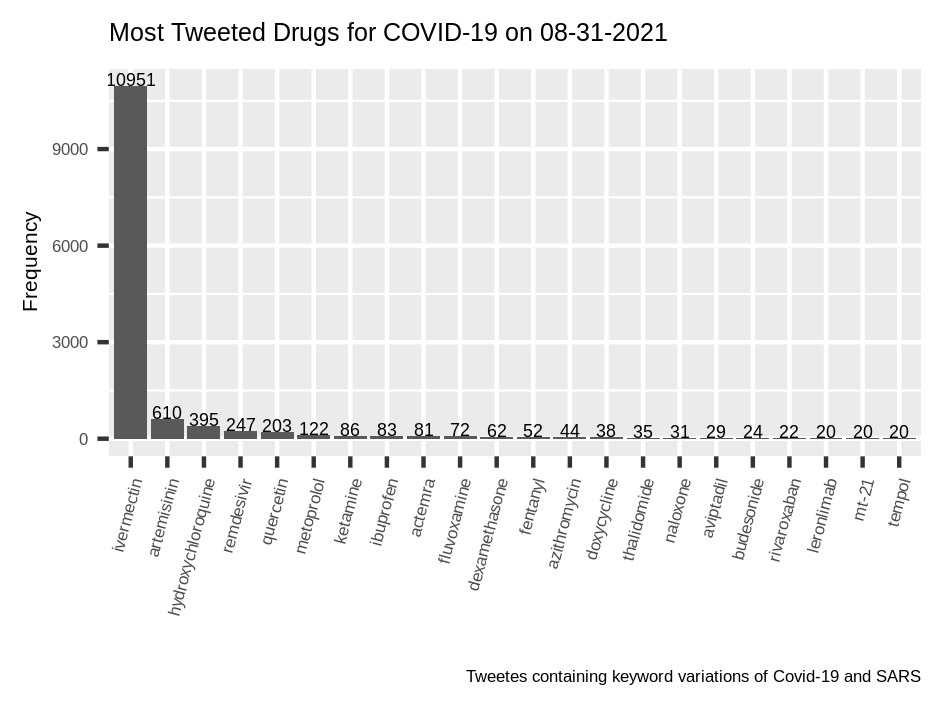 Most Tweeted Drugs for COVID-19 on 08-31-2021
Frequency
9000
6000
3000
0
10951
610
395
247
203
122
86
83
81
72
62
52
44
38
35
31
29
24
22
20
20
20
ivermectin
artemisinin
hydroxychloroquine
remdesivir
quercetin
metoprolol
ketamine
ibuprofen
actemra
fluvoxamine
dexamethasone
fentanyl
azithromycin
doxycycline
thalidomide
naloxone
aviptadil
budesonide
rivaroxaban
leronlimab
mt-21
tempol
Tweetes containing keyword variations of Covid-19 and SARS